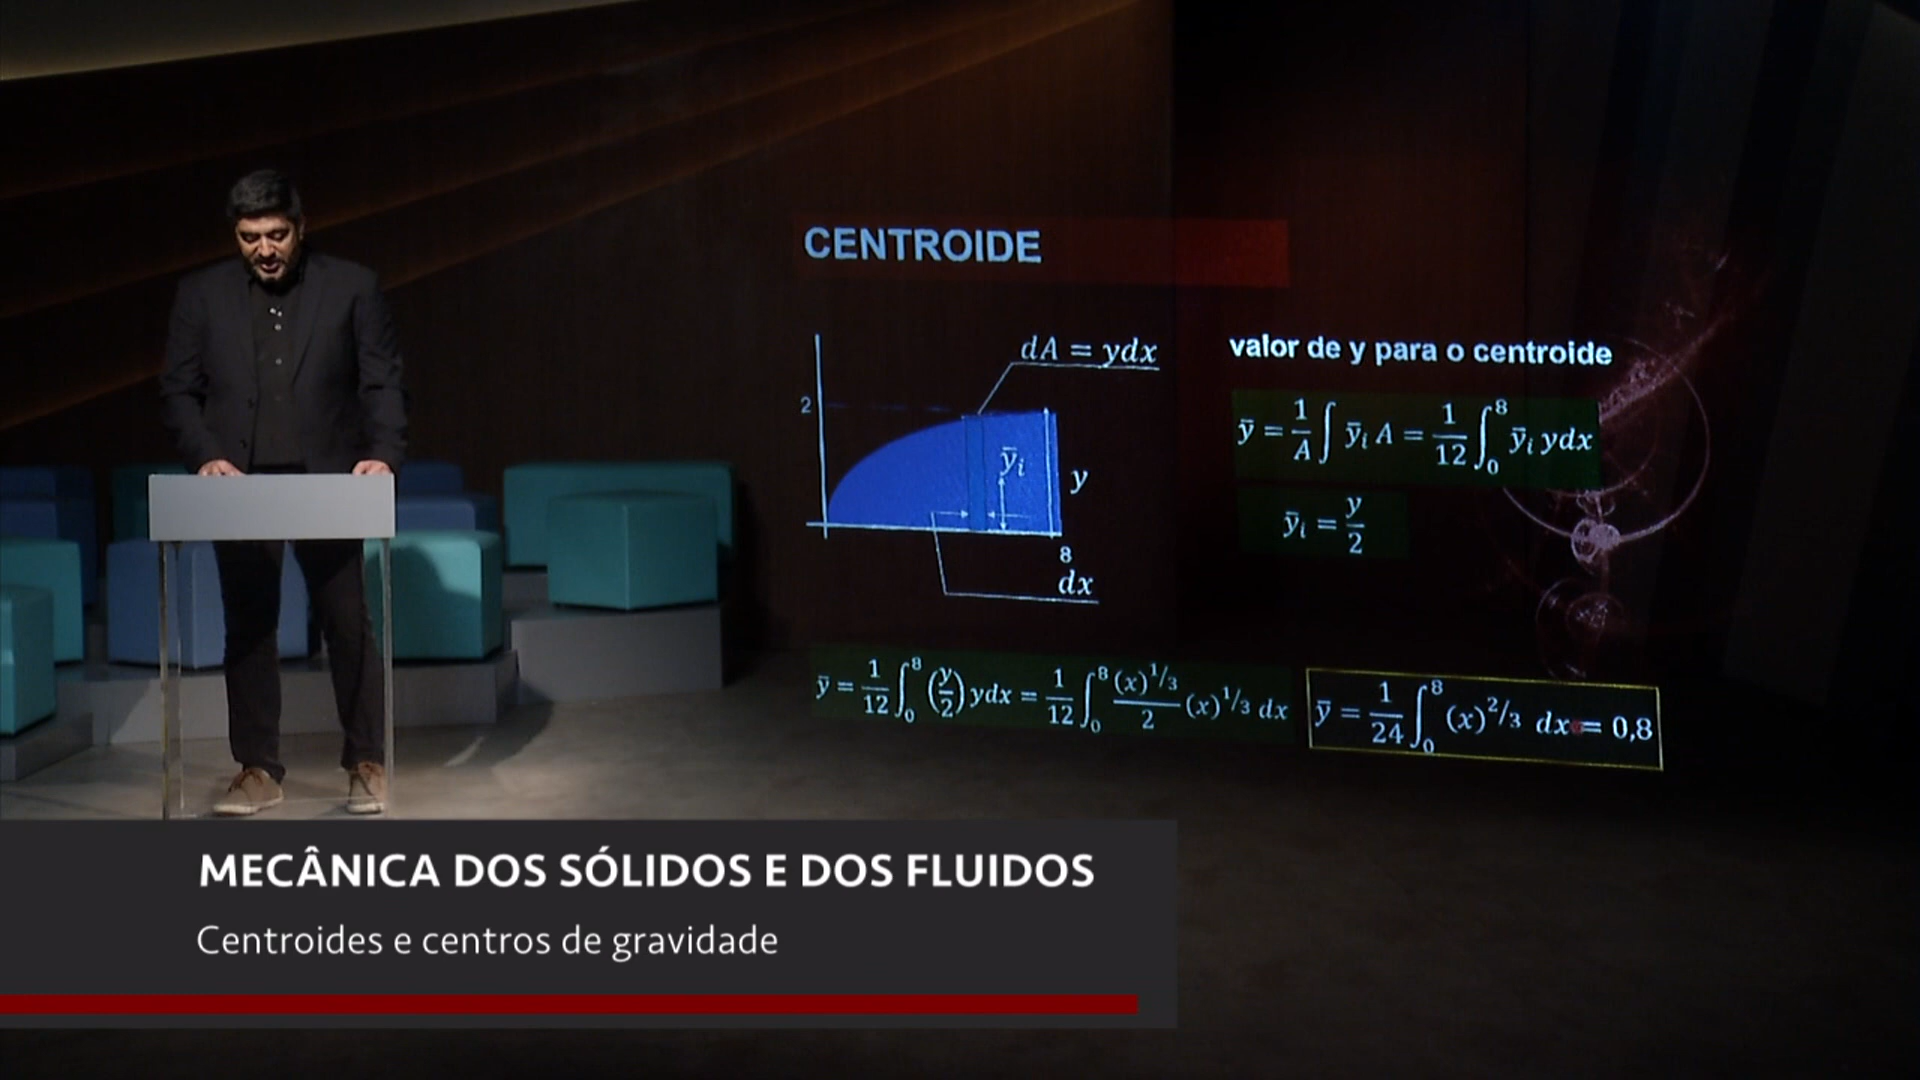 CENTROIDE
dA = ydx
valor de y para o centroide
2
ȳ = 1/A ∫ ȳᵢ A = 1/12 ∫₀⁸ ȳᵢ ydx
ȳᵢ
y
ȳᵢ = y/2
8
dx
ȳ = 1/12 ∫₀⁸ (y/2) ydx = 1/12 ∫₀⁸ (x)^1/3/2 (x)^1/3 dx
ȳ = 1/24 ∫₀⁸ (x)^2/3 dx = 0,8
MECÂNICA DOS SÓLIDOS E DOS FLUIDOS
Centroides e centros de gravidade